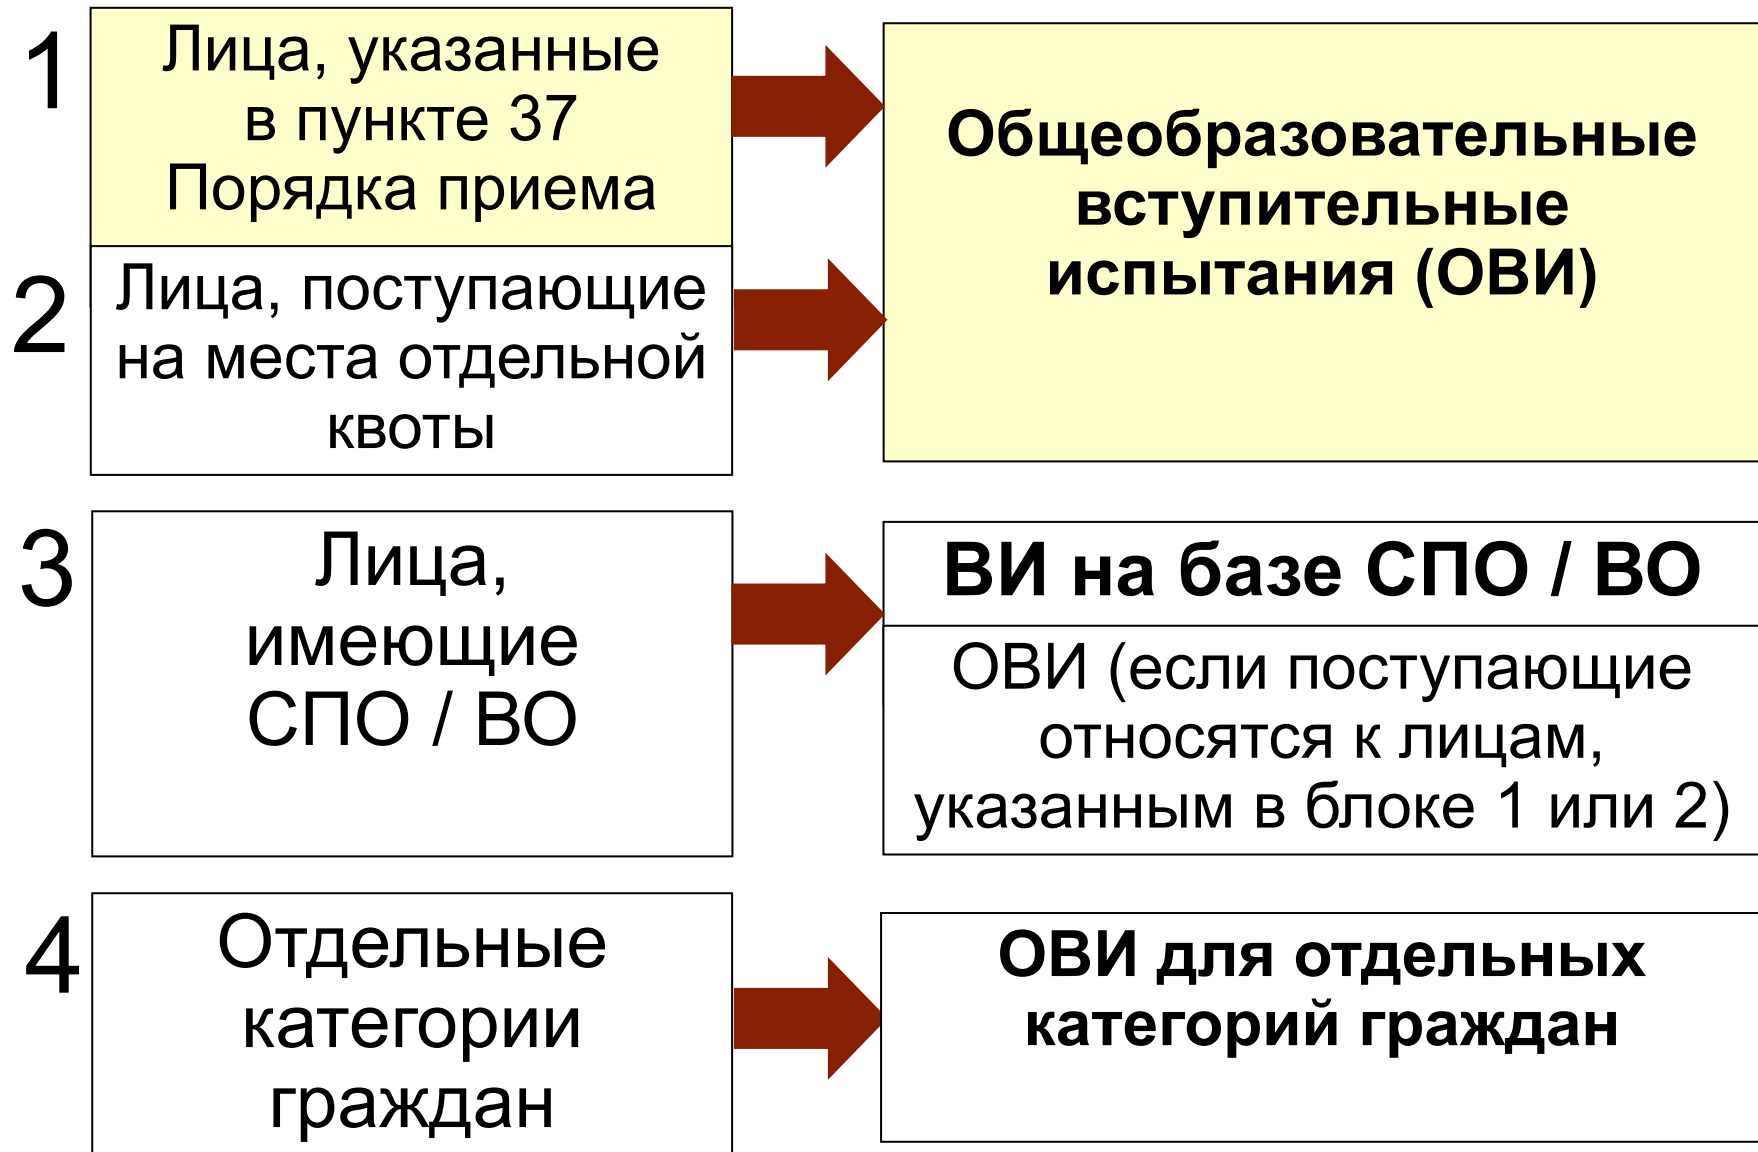 1
Лица, указанные
в пункте 37
Порядка приема
Общеобразовательные
вступительные
испытания (ОВИ)
2
Лица, поступающие
на места отдельной
квоты
3
Лица,
имеющие
СПО / ВО
ВИ на базе СПО / ВО
ОВИ (если поступающие
относятся к лицам,
указанным в блоке 1 или 2)
4
Отдельные
категории
граждан
ОВИ для отдельных
категорий граждан